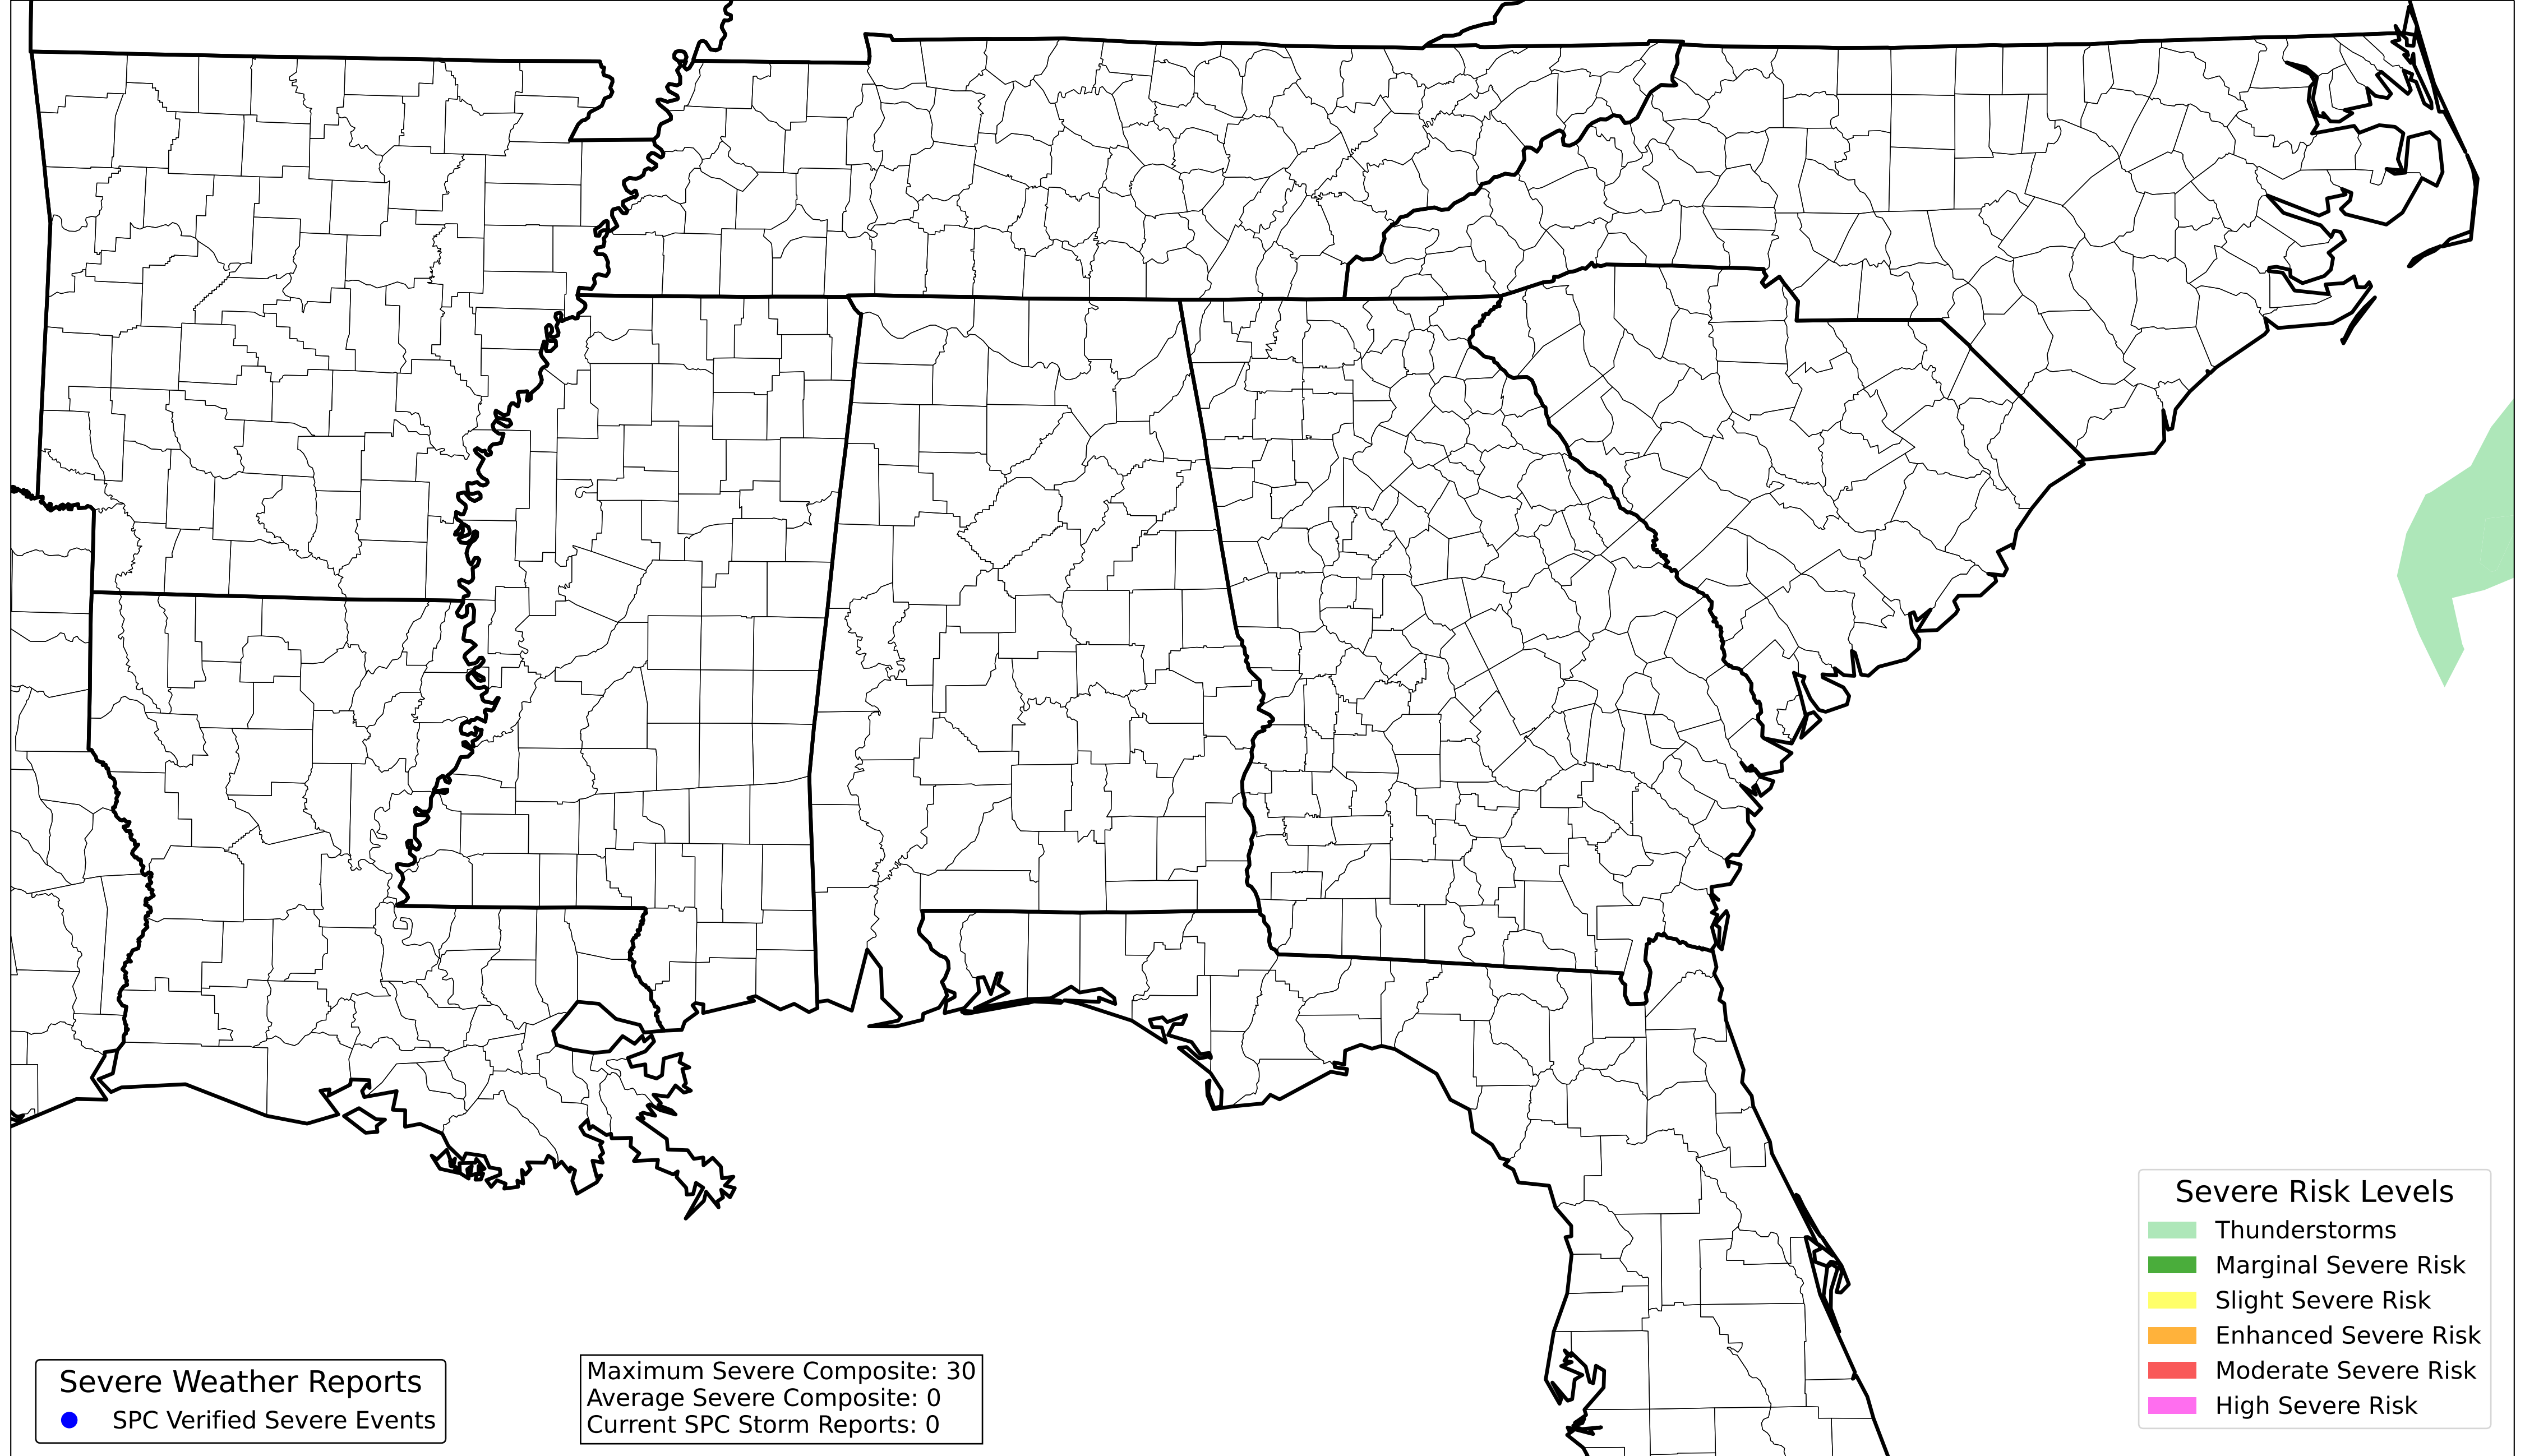 Severe Risk Levels
Thunderstorms
Marginal Severe Risk
Slight Severe Risk
Enhanced Severe Risk
Moderate Severe Risk
High Severe Risk
Severe Weather Reports
SPC Verified Severe Events
Maximum Severe Composite: 30
Average Severe Composite: 0
Current SPC Storm Reports: 0